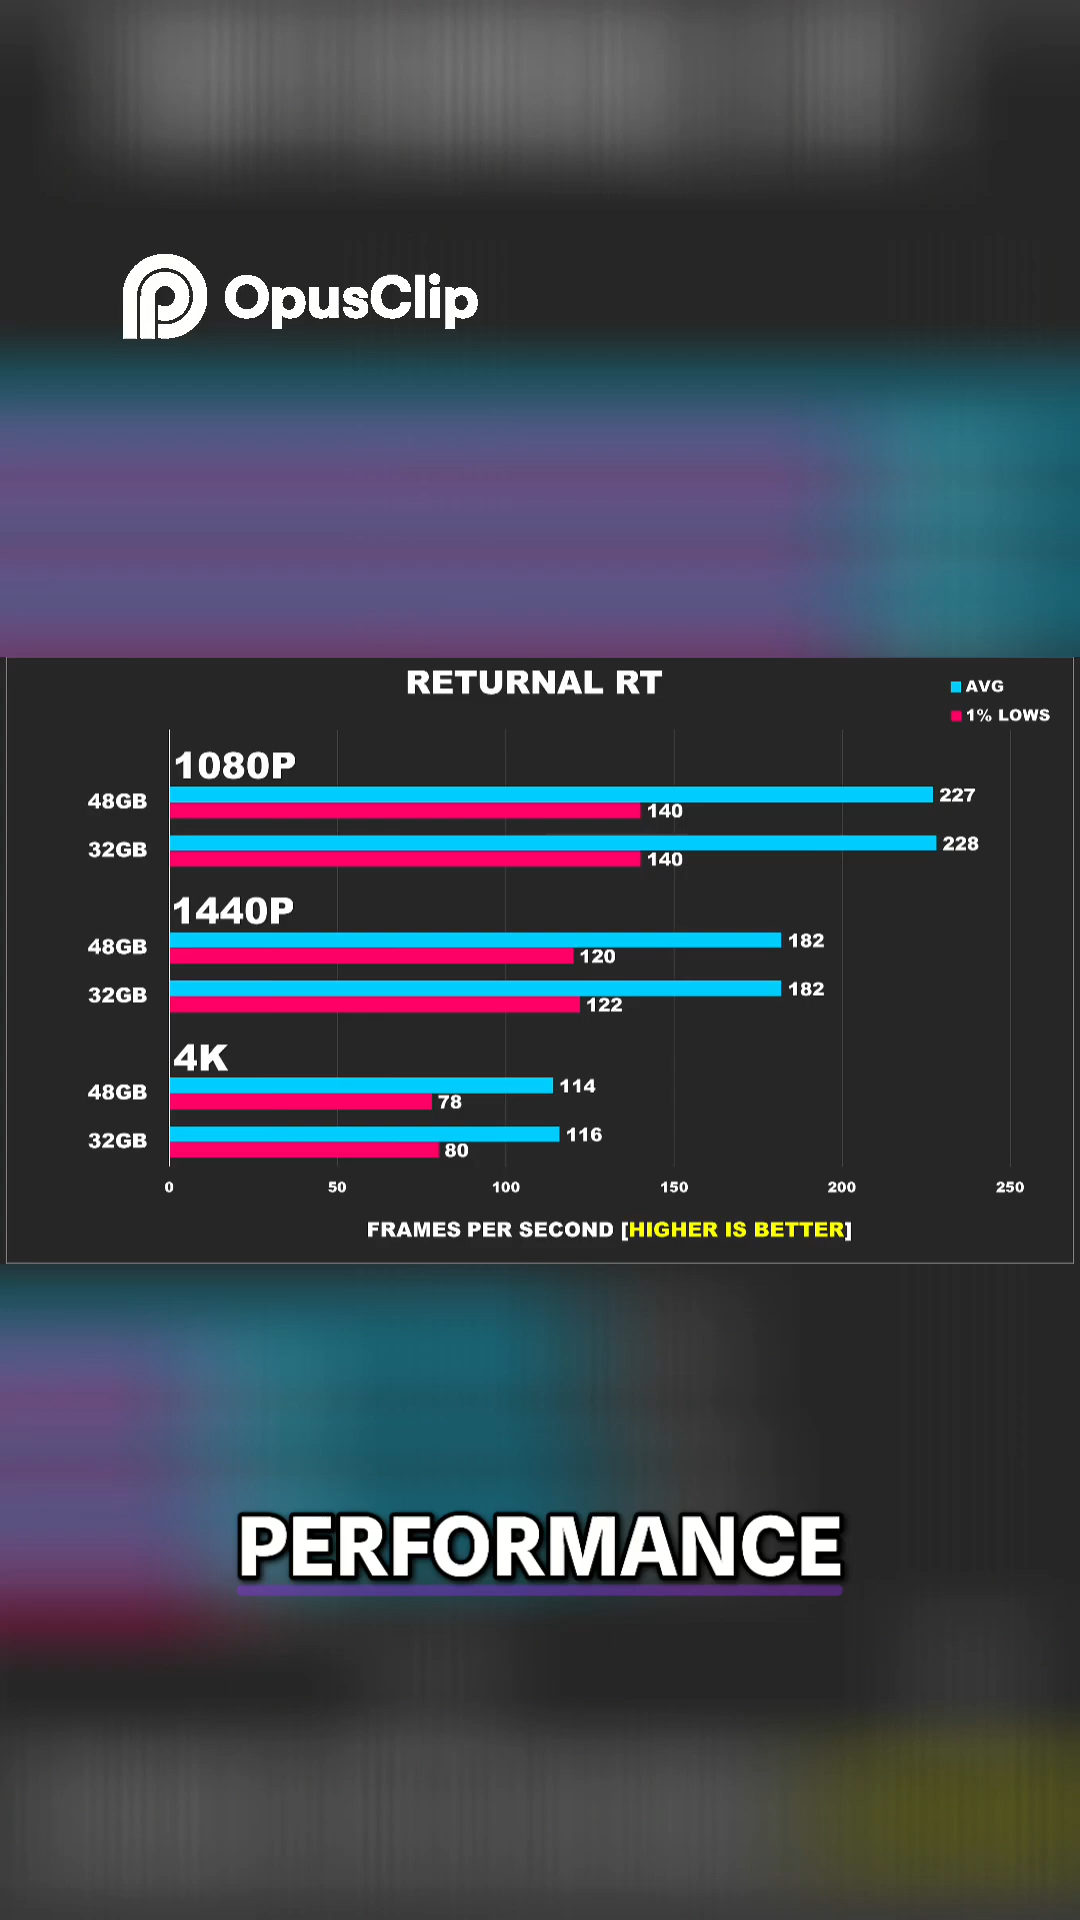 OpusClip
RETURNAL RT
AVG
1% LOWS
1080P
48GB
227
140
32GB
228
140
1440P
48GB
182
120
32GB
182
122
4K
48GB
114
78
32GB
116
80
0 50 100 150 200 250
FRAMES PER SECOND [HIGHER IS BETTER]
PERFORMANCE